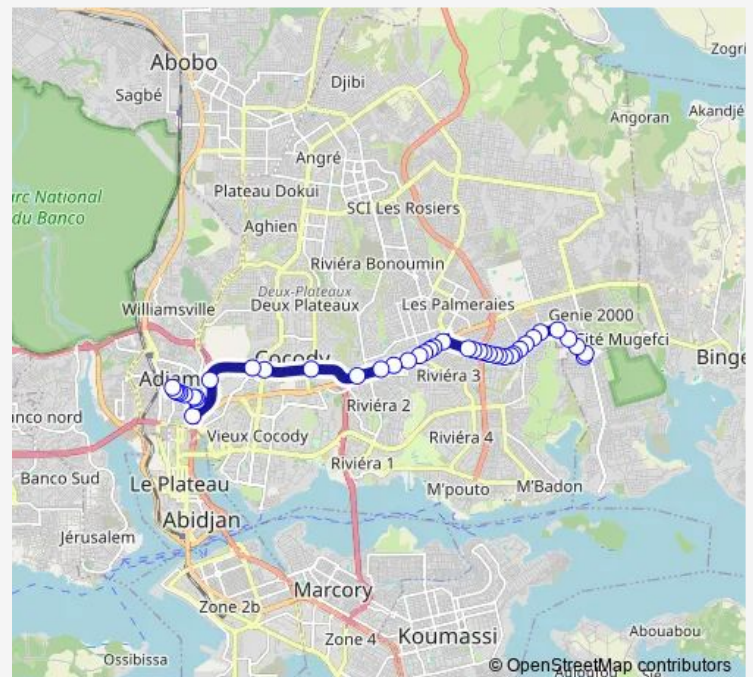 Abobo
Zogri
Sagbé
Djibi
Angoran
Akandjé
Angré
arc National
du Banco
Plateau Dokui
SCI Les Rosiers
Aghien
Riviéra Bonoumin
Deux-Plateaux
Deux Plateaux
Les Palmeraies
Williamsville
Genie 2000
Cité Mugefci
Cocody
Binge
Adjamé
Riviéra 3
Riviéra 2
nco nord
Vieux Cocody
Riviéra 4
Riviéra 1
Banco Sud
Le Plateau
M'pouto
M'Badon
Abidjan
Jérusalem
Marcory
Zone 2b
Zone 4
Koumassi
Abouabou
Ossibissa
© OpenStreetMap contributors